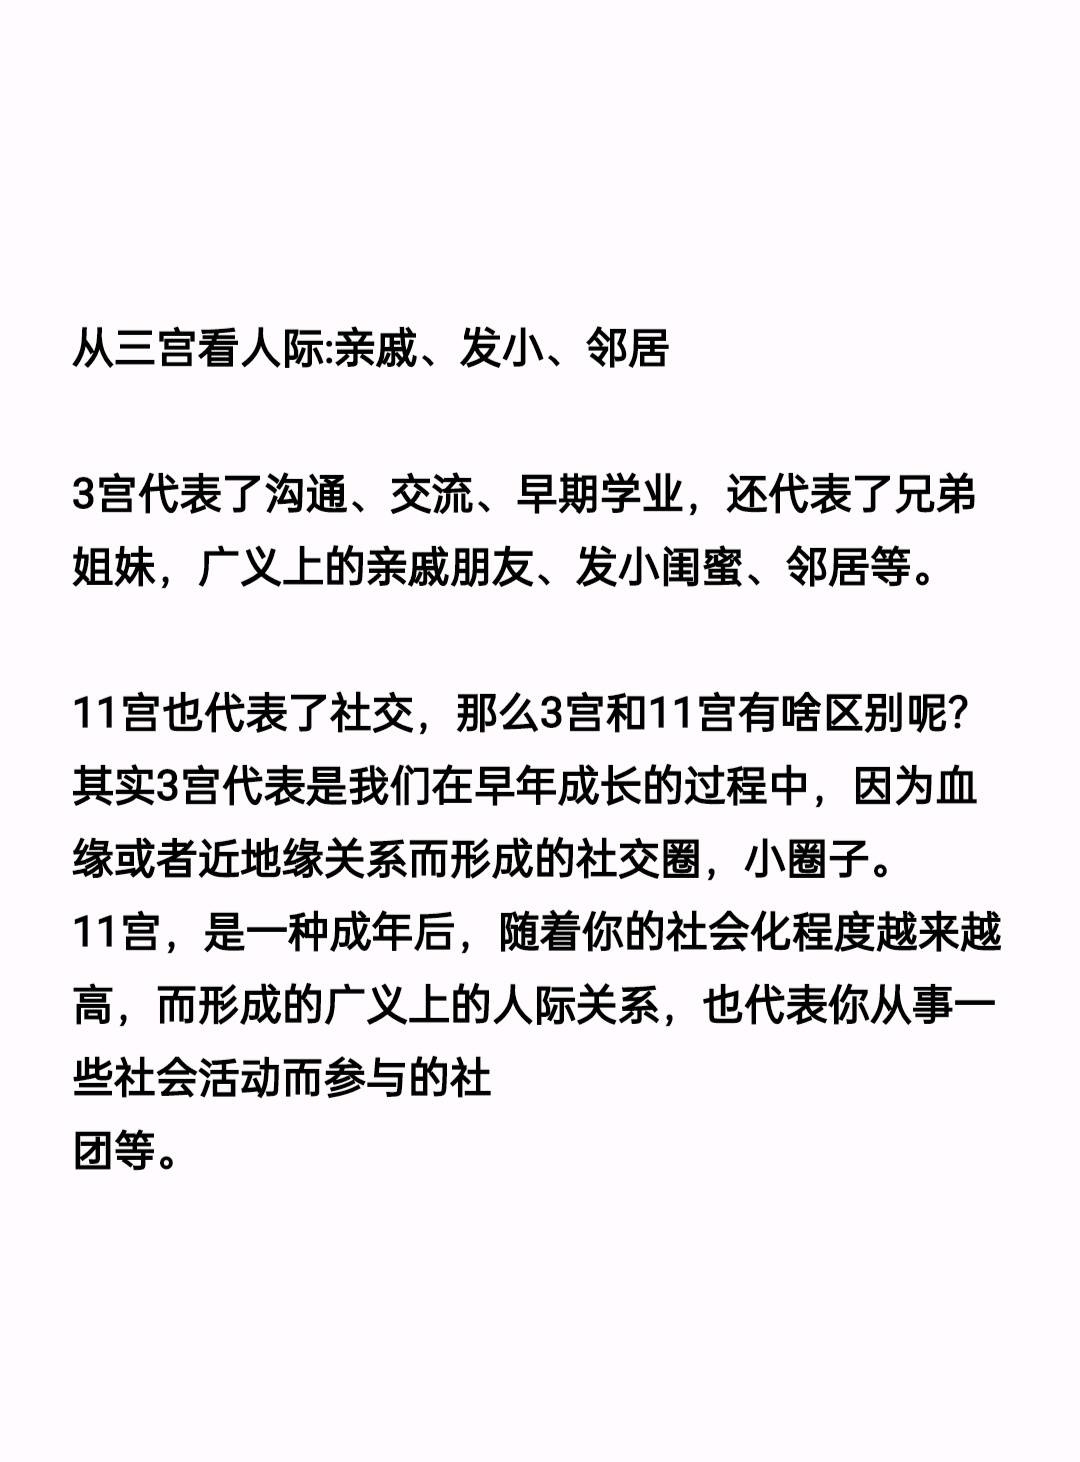 从三宫看人际:亲戚、发小、邻居
3宫代表了沟通、交流、早期学业，还代表了兄弟
姐妹，广义上的亲戚朋友、发小闺蜜、邻居等。
11宫也代表了社交，那么3宫和11宫有啥区别呢？
其实3宫代表是我们在早年成长的过程中，因为血
缘或者近地缘关系而形成的社交圈，小圈子。
11宫，是一种成年后，随着你的社会化程度越来越
高，而形成的广义上的人际关系，也代表你从事一
些社会活动而参与的社
团等。